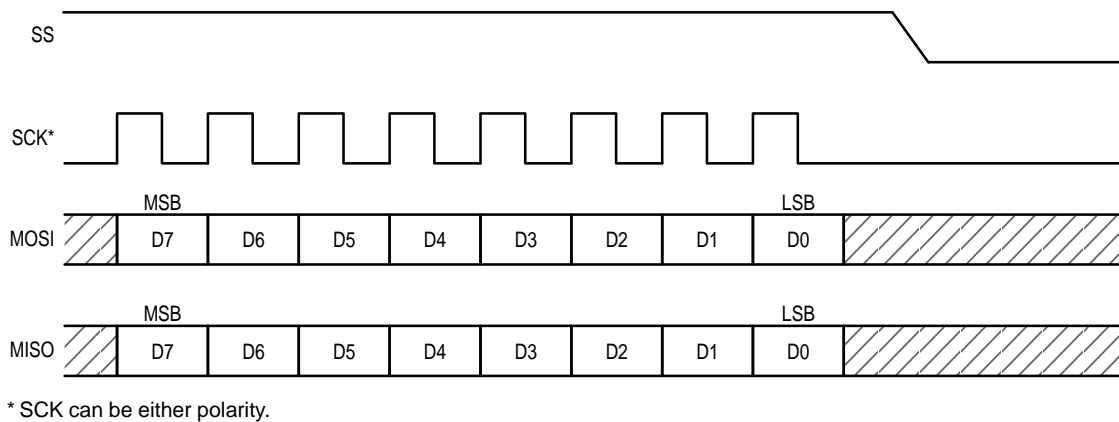 SS
SCK*
MSB LSB
MOSI D7 D6 D5 D4 D3 D2 D1 D0
MSB LSB
MISO D7 D6 D5 D4 D3 D2 D1 D0
* SCK can be either polarity.